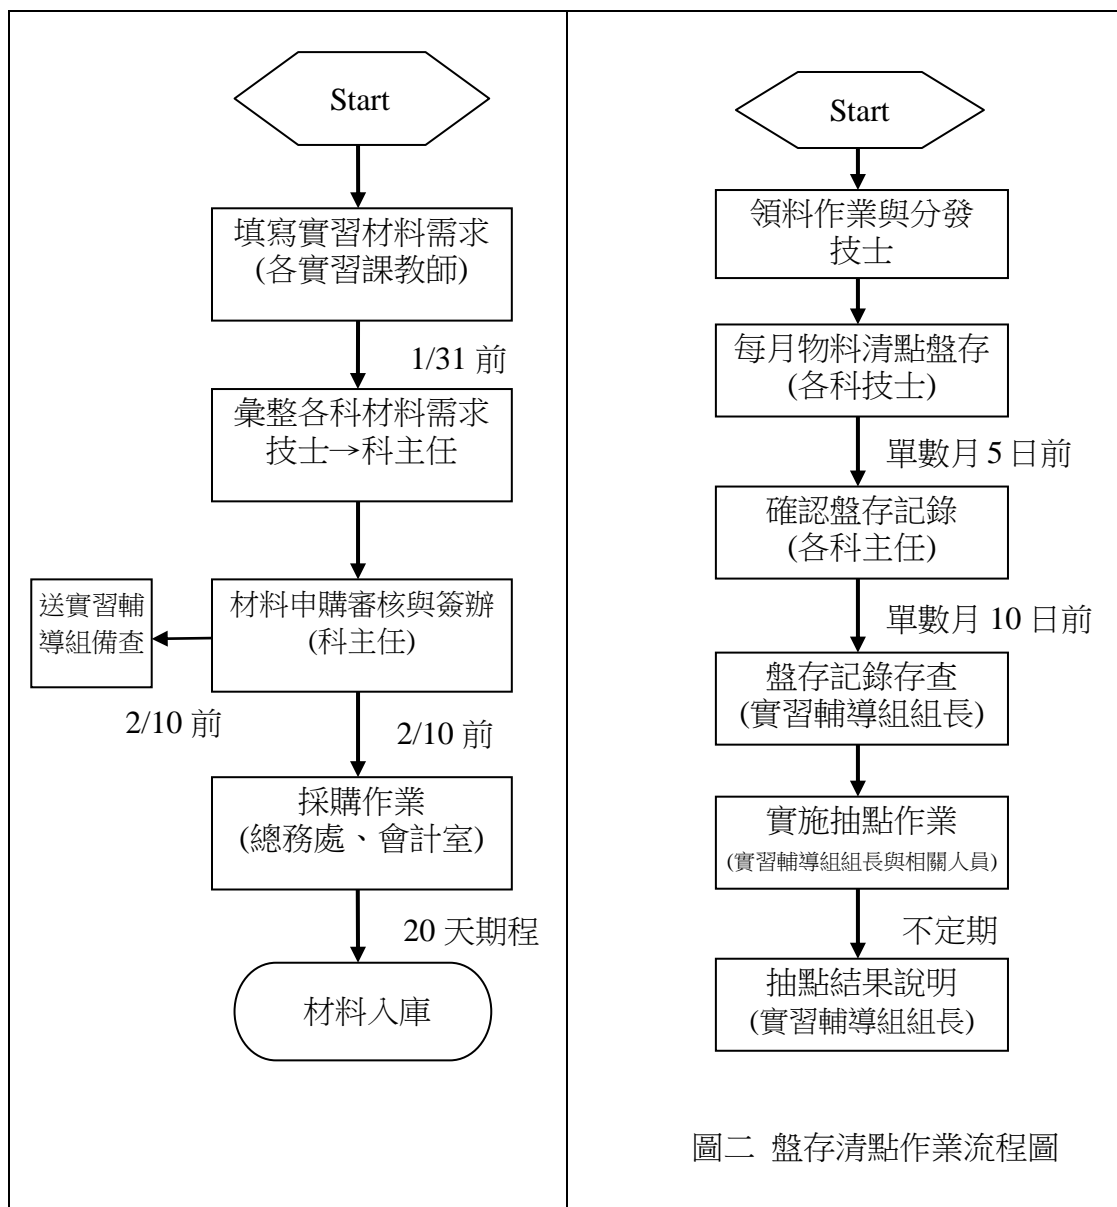 Start
填寫實習材料需求
(各實習課教師)
1/31 前
彙整各科材料需求
技士→科主任
送實習輔
導組備查
材料申購審核與簽辦
(科主任)
2/10 前
2/10 前
採購作業
(總務處、會計室)
20 天期程
材料入庫
Start
領料作業與分發
技士
每月物料清點盤存
(各科技士)
單數月 5 日前
確認盤存記錄
(各科主任)
單數月 10 日前
盤存記錄存查
(實習輔導組組長)
實施抽点作業
(實習輔導組組長與相關人員)
不定期
抽點結果說明
(實習輔導組組長)
圖二 盤存清點作業流程圖